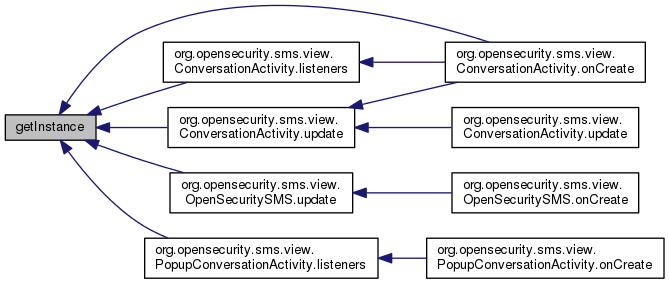 org.opensecurity.sms.view.
ConversationActivity.listeners
org.opensecurity.sms.view.
ConversationActivity.onCreate
getInstance
org.opensecurity.sms.view.
ConversationActivity.update
org.opensecurity.sms.view.
ConversationActivity.update
org.opensecurity.sms.view.
OpenSecuritySMS.update
org.opensecurity.sms.view.
OpenSecuritySMS.onCreate
org.opensecurity.sms.view.
PopupConversationActivity.listeners
org.opensecurity.sms.view.
PopupConversationActivity.onCreate